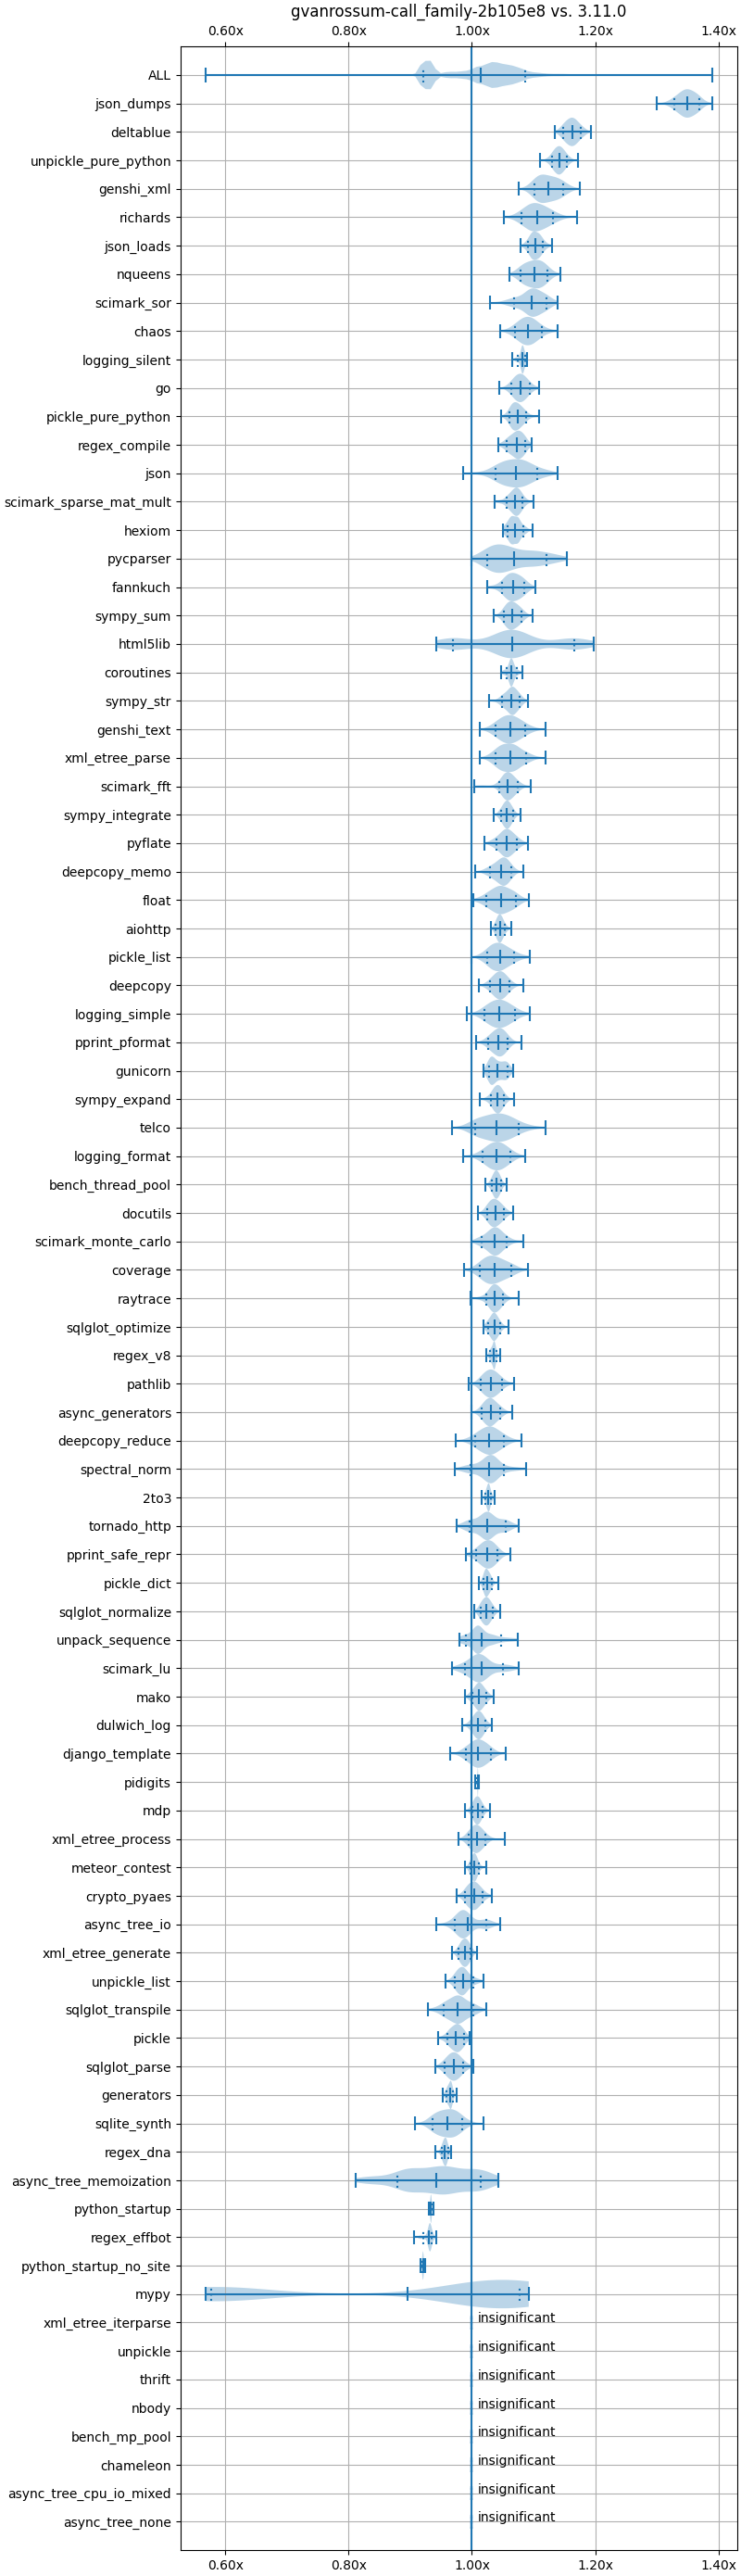 gvanrossum-call_family-2b105e8 vs. 3.11.0
0.60x 0.80x 1.00x 1.20x 1.40x
ALL
json_dumps
deltablue
unpickle_pure_python
genshi_xml
richards
json_loads
nqueens
scimark_sor
chaos
logging_silent
go
pickle_pure_python
regex_compile
json
scimark_sparse_mat_mult
hexiom
pycparser
fannkuch
sympy_sum
html5lib
coroutines
sympy_str
genshi_text
xml_etree_parse
scimark_fft
sympy_integrate
pyflate
deepcopy_memo
float
aiohttp
pickle_list
deepcopy
logging_simple
pprint_pformat
gunicorn
sympy_expand
telco
logging_format
bench_thread_pool
docutils
scimark_monte_carlo
coverage
raytrace
sqlglot_optimize
regex_v8
pathlib
async_generators
deepcopy_reduce
spectral_norm
2to3
tornado_http
pprint_safe_repr
pickle_dict
sqlglot_normalize
unpack_sequence
scimark_lu
mako
dulwich_log
django_template
pidigits
mdp
xml_etree_process
meteor_contest
crypto_pyaes
async_tree_io
xml_etree_generate
unpickle_list
sqlglot_transpile
pickle
sqlglot_parse
generators
sqlite_synth
regex_dna
async_tree_memoization
python_startup
regex_effbot
python_startup_no_site
mypy
xml_etree_iterparse insignificant
unpickle insignificant
thrift insignificant
nbody insignificant
bench_mp_pool insignificant
chameleon insignificant
async_tree_cpu_io_mixed insignificant
async_tree_none insignificant
0.60x 0.80x 1.00x 1.20x 1.40x